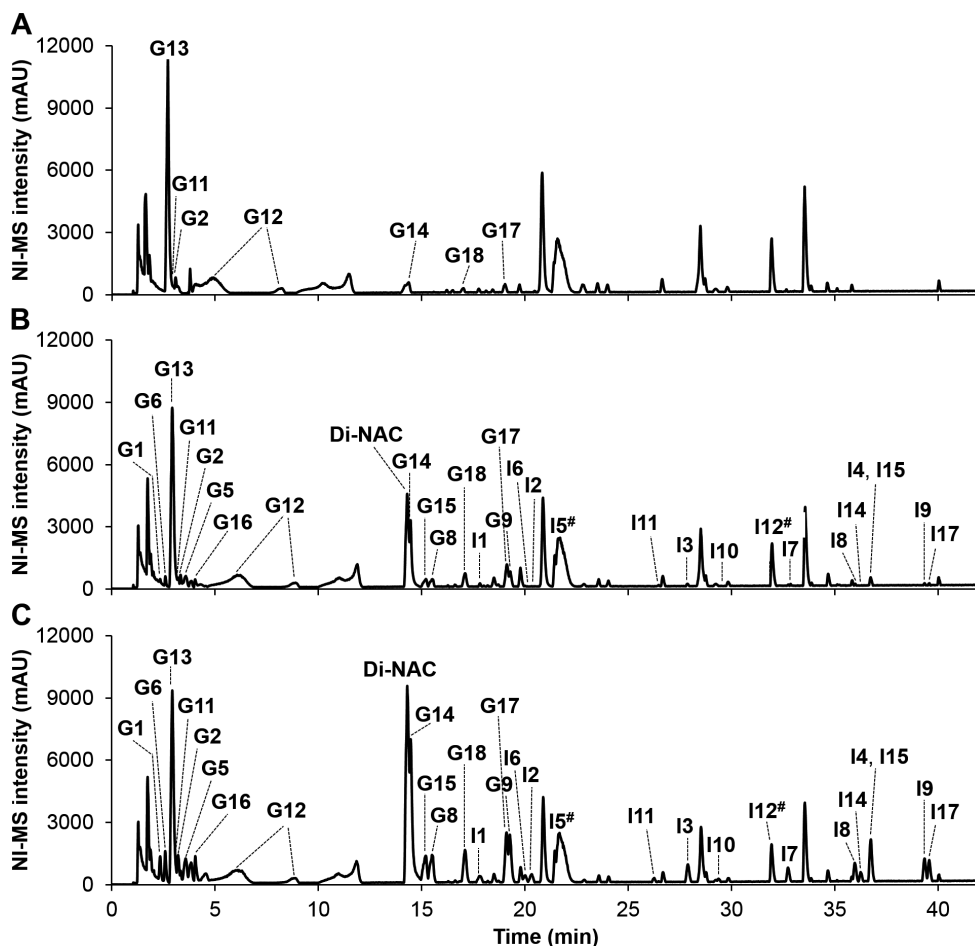 A
NI-MS intensity (mAU)
12000
9000
6000
3000
0
G13
G11
G2
G12
G14
G18
G17
B
NI-MS intensity (mAU)
12000
9000
6000
3000
0
G13
G6
G11
G1
G2
G5
G16
G12
Di-NAC
G14
G15
G8
G18
I1
G17
G9
I6
I2
I5#
I11
I3
I10
I12#
I7
I4, I15
I14
I8
I9
I17
C
NI-MS intensity (mAU)
12000
9000
6000
3000
0
G13
G6
G11
G1
G2
G5
G16
G12
Di-NAC
G14
G15
G8
G18
I1
G17
G9
I6
I2
I5#
I11
I3
I10
I12#
I7
I4, I15
I14
I8
I9
I17
0 5 10 15 20 25 30 35 40
Time (min)